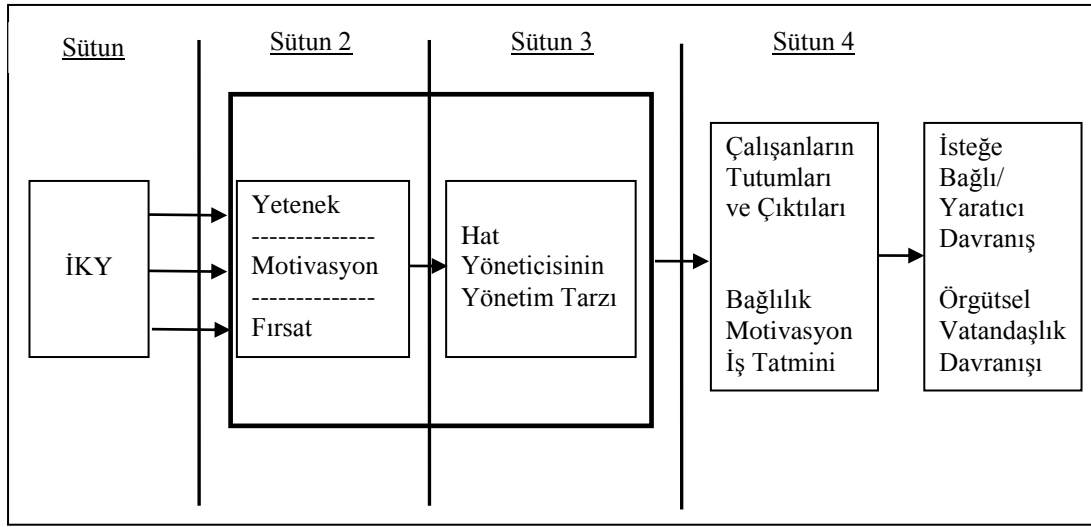 Sütun
Sütun 2
Sütun 3
Sütun 4
İKY
Yetenek
--------------
Motivasyon
--------------
Fırsat
Hat
Yöneticisinin
Yönetim Tarzı
Çalışanların
Tutumları
ve Çıktıları
Bağlılık
Motivasyon
İş Tatmini
İsteğe
Bağlı/
Yaratıcı
Davranış
Örgütsel
Vatandaşlık
Davranışı